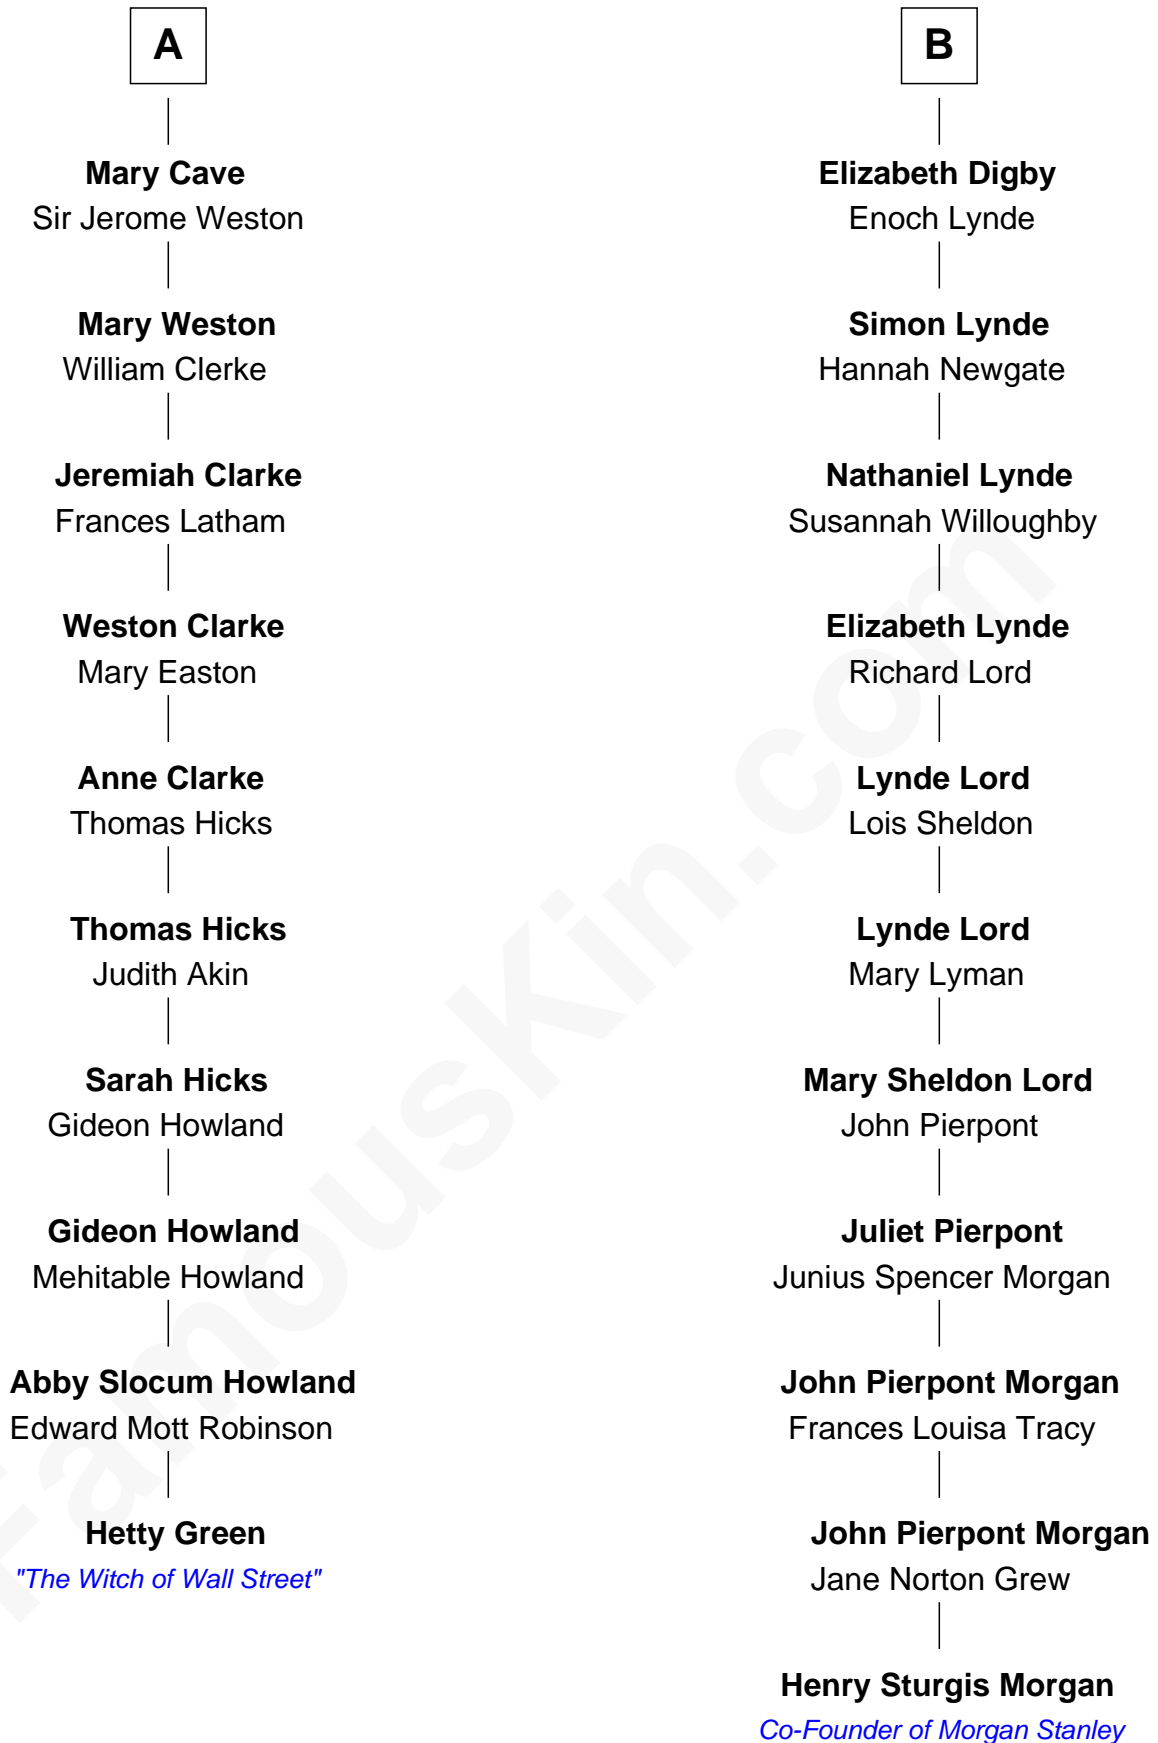 A
Mary Cave
Sir Jerome Weston
Mary Weston
William Clerke
Jeremiah Clarke
Frances Latham
Weston Clarke
Mary Easton
Anne Clarke
Thomas Hicks
Thomas Hicks
Judith Akin
Sarah Hicks
Gideon Howland
Gideon Howland
Mehitable Howland
Abby Slocum Howland
Edward Mott Robinson
Hetty Green
"The Witch of Wall Street"
B
Elizabeth Digby
Enoch Lynde
Simon Lynde
Hannah Newgate
Nathaniel Lynde
Susannah Willoughby
Elizabeth Lynde
Richard Lord
Lynde Lord
Lois Sheldon
Lynde Lord
Mary Lyman
Mary Sheldon Lord
John Pierpont
Juliet Pierpont
Junius Spencer Morgan
John Pierpont Morgan
Frances Louisa Tracy
John Pierpont Morgan
Jane Norton Grew
Henry Sturgis Morgan
Co-Founder of Morgan Stanley
FamousKin.com